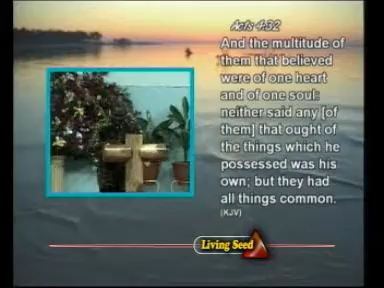 Acts 4:32
And the multitude of
them that believed
were of one heart
and of one soul:
neither said any [of
them] that ought of
the things which he
possessed was his
own; but they had
all things common.
(KJV)
Living Seed